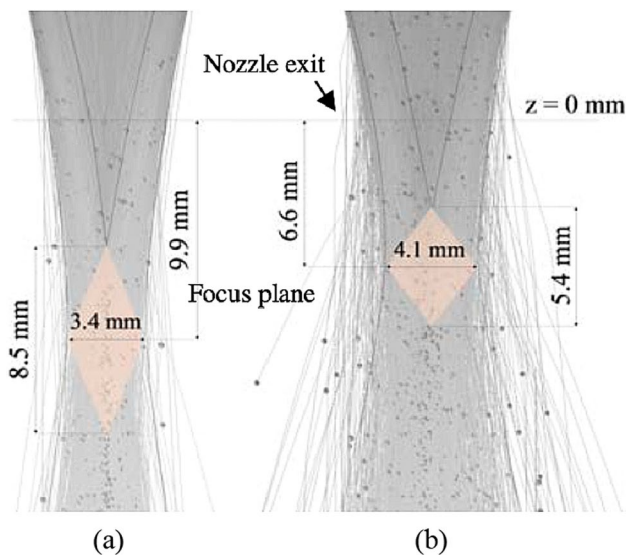 Nozzle exit
z = 0 mm
9.9 mm
6.6 mm
4.1 mm
5.4 mm
Focus plane
3.4 mm
8.5 mm
(a)
(b)